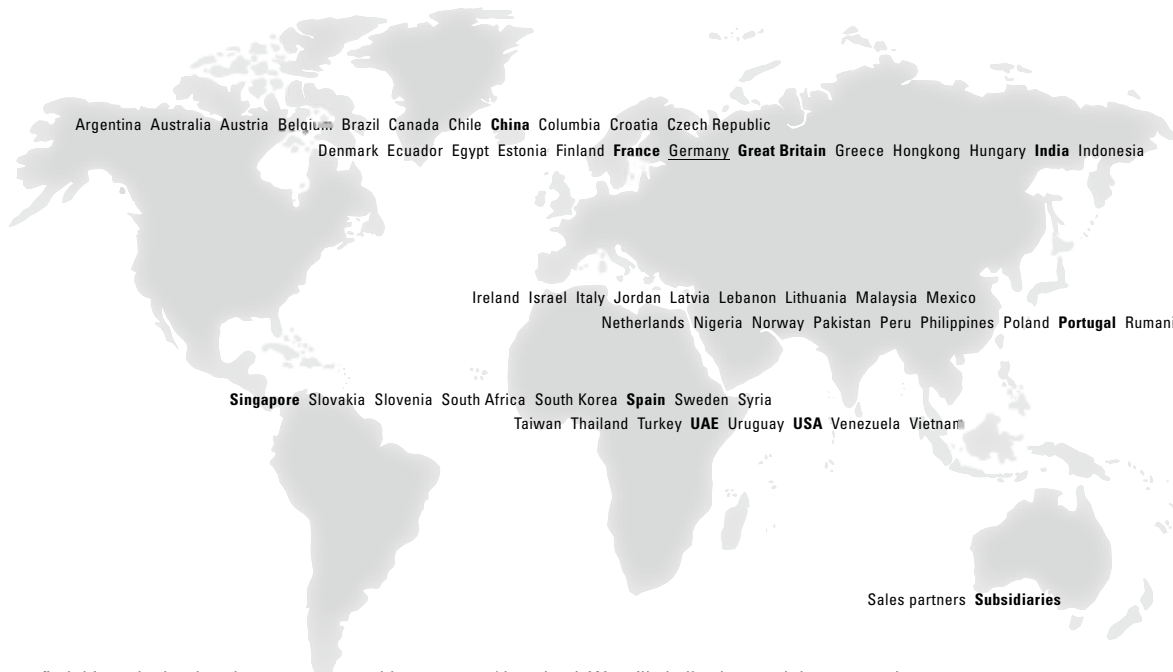 Argentina Australia Austria Belgium Brazil Canada Chile China Columbia Croatia Czech Republic
Denmark Ecuador Egypt Estonia Finland France Germany Great Britain Greece Hongkong Hungary India Indonesia
Ireland Israel Italy Jordan Latvia Lebanon Lithuania Malaysia Mexico
Netherlands Nigeria Norway Pakistan Peru Philippines Poland Portugal Rumani
Singapore Slovakia Slovenia South Africa South Korea Spain Sweden Syria
Taiwan Thailand Turkey UAE Uruguay USA Venezuela Vietnam
Sales partners Subsidiaries